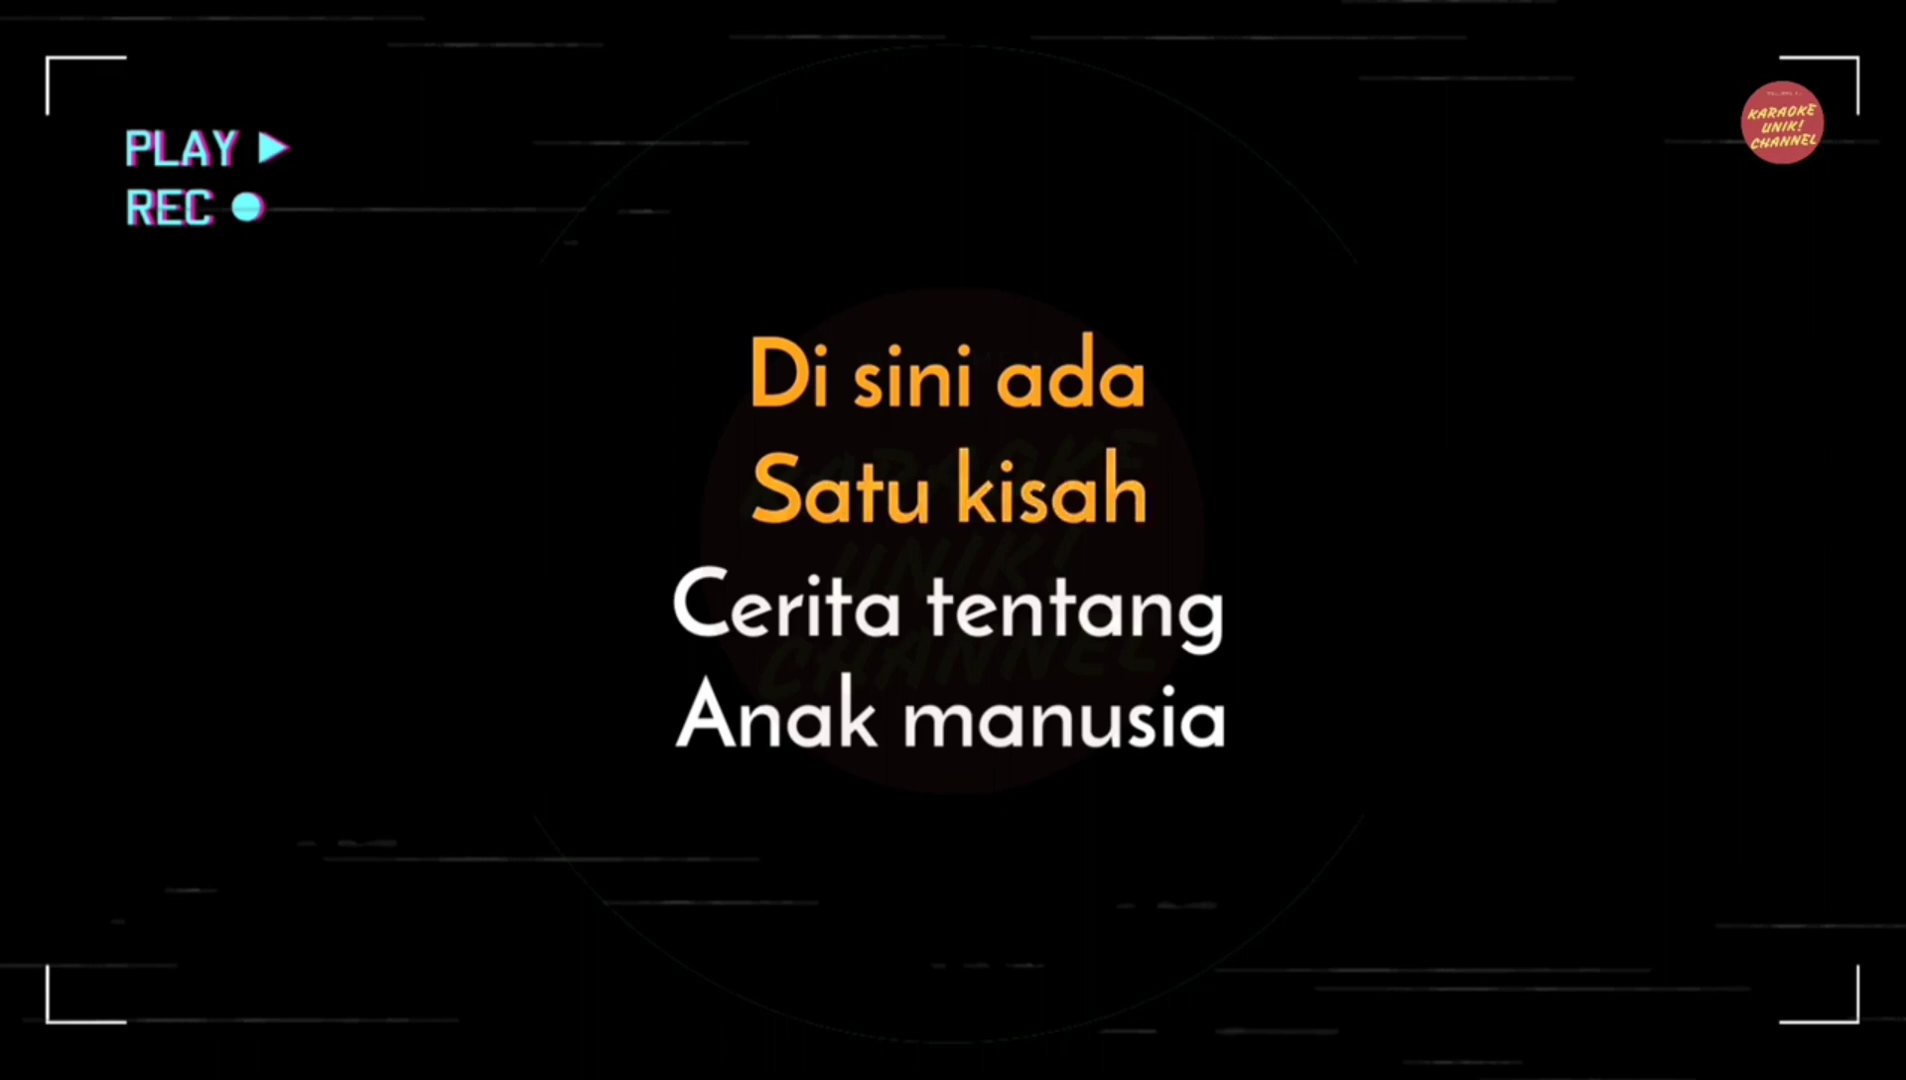 PLAY
REC
KARAOKE
UNIK!
CHANNEL
Di sini ada
Satu kisah
Cerita tentang
Anak manusia